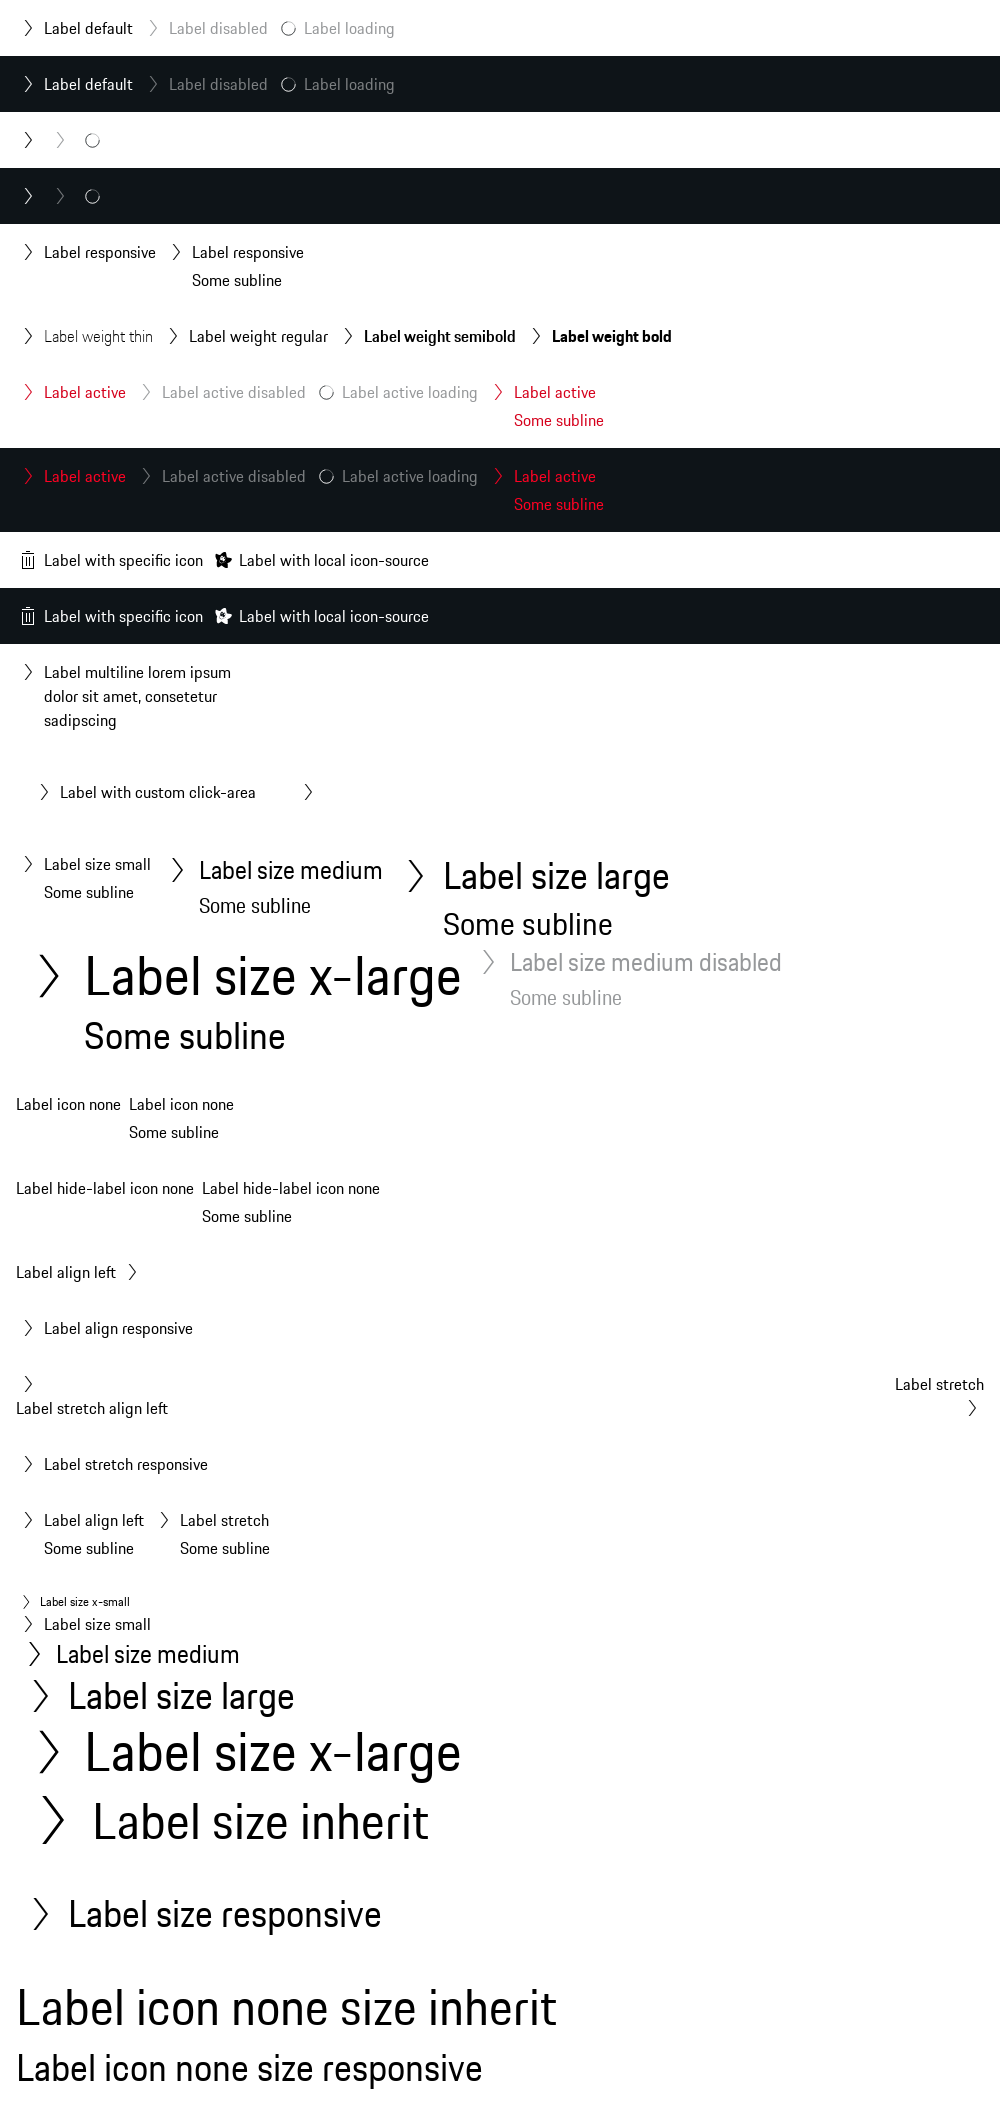 Label default Label disabled Label loading
Label default Label disabled Label loading
Label responsive Label responsive
Some subline
Label weight thin Label weight regular Label weight semibold Label weight bold
Label active Label active disabled Label active loading Label active
Some subline
Label active Label active disabled Label active loading Label active
Some subline
Label with specific icon Label with local icon-source
Label with specific icon Label with local icon-source
Label multiline lorem ipsum
dolor sit amet, consetetur
sadipscing
Label with custom click-area
Label size small Label size medium Label size large
Some subline Some subline Some subline
Label size x-large Label size medium disabled
Some subline Some subline
Label icon none Label icon none
Some subline
Label hide-label icon none Label hide-label icon none
Some subline
Label align left
Label align responsive
Label stretch
Label stretch align left
Label stretch responsive
Label align left Label stretch
Some subline Some subline
Label size x-small
Label size small
Label size medium
Label size large
Label size x-large
Label size inherit
Label size responsive
Label icon none size inherit
Label icon none size responsive